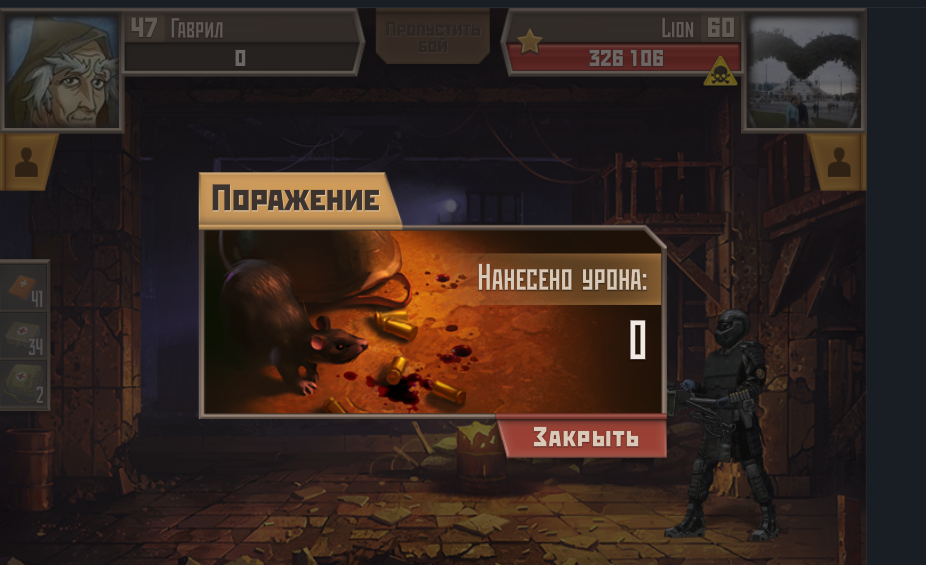 47 Гаврил
0
Пропустить
бой
Lion 60
326 106
Поражение
Нанесено урона:
0
41
34
2
Закрыть